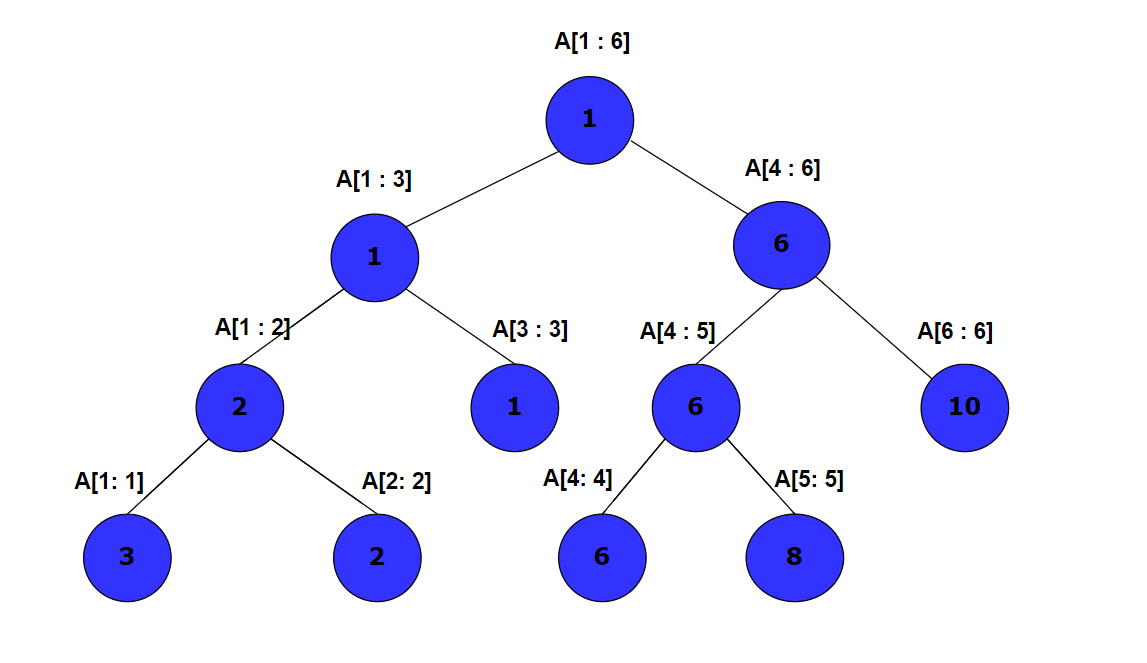 A[1 : 6]
1
A[1 : 3]
A[4 : 6]
1
6
A[1 : 2]
A[3 : 3]
A[4 : 5]
A[6 : 6]
2
1
6
10
A[1: 1]
A[2: 2]
A[4: 4]
A[5: 5]
3
2
6
8